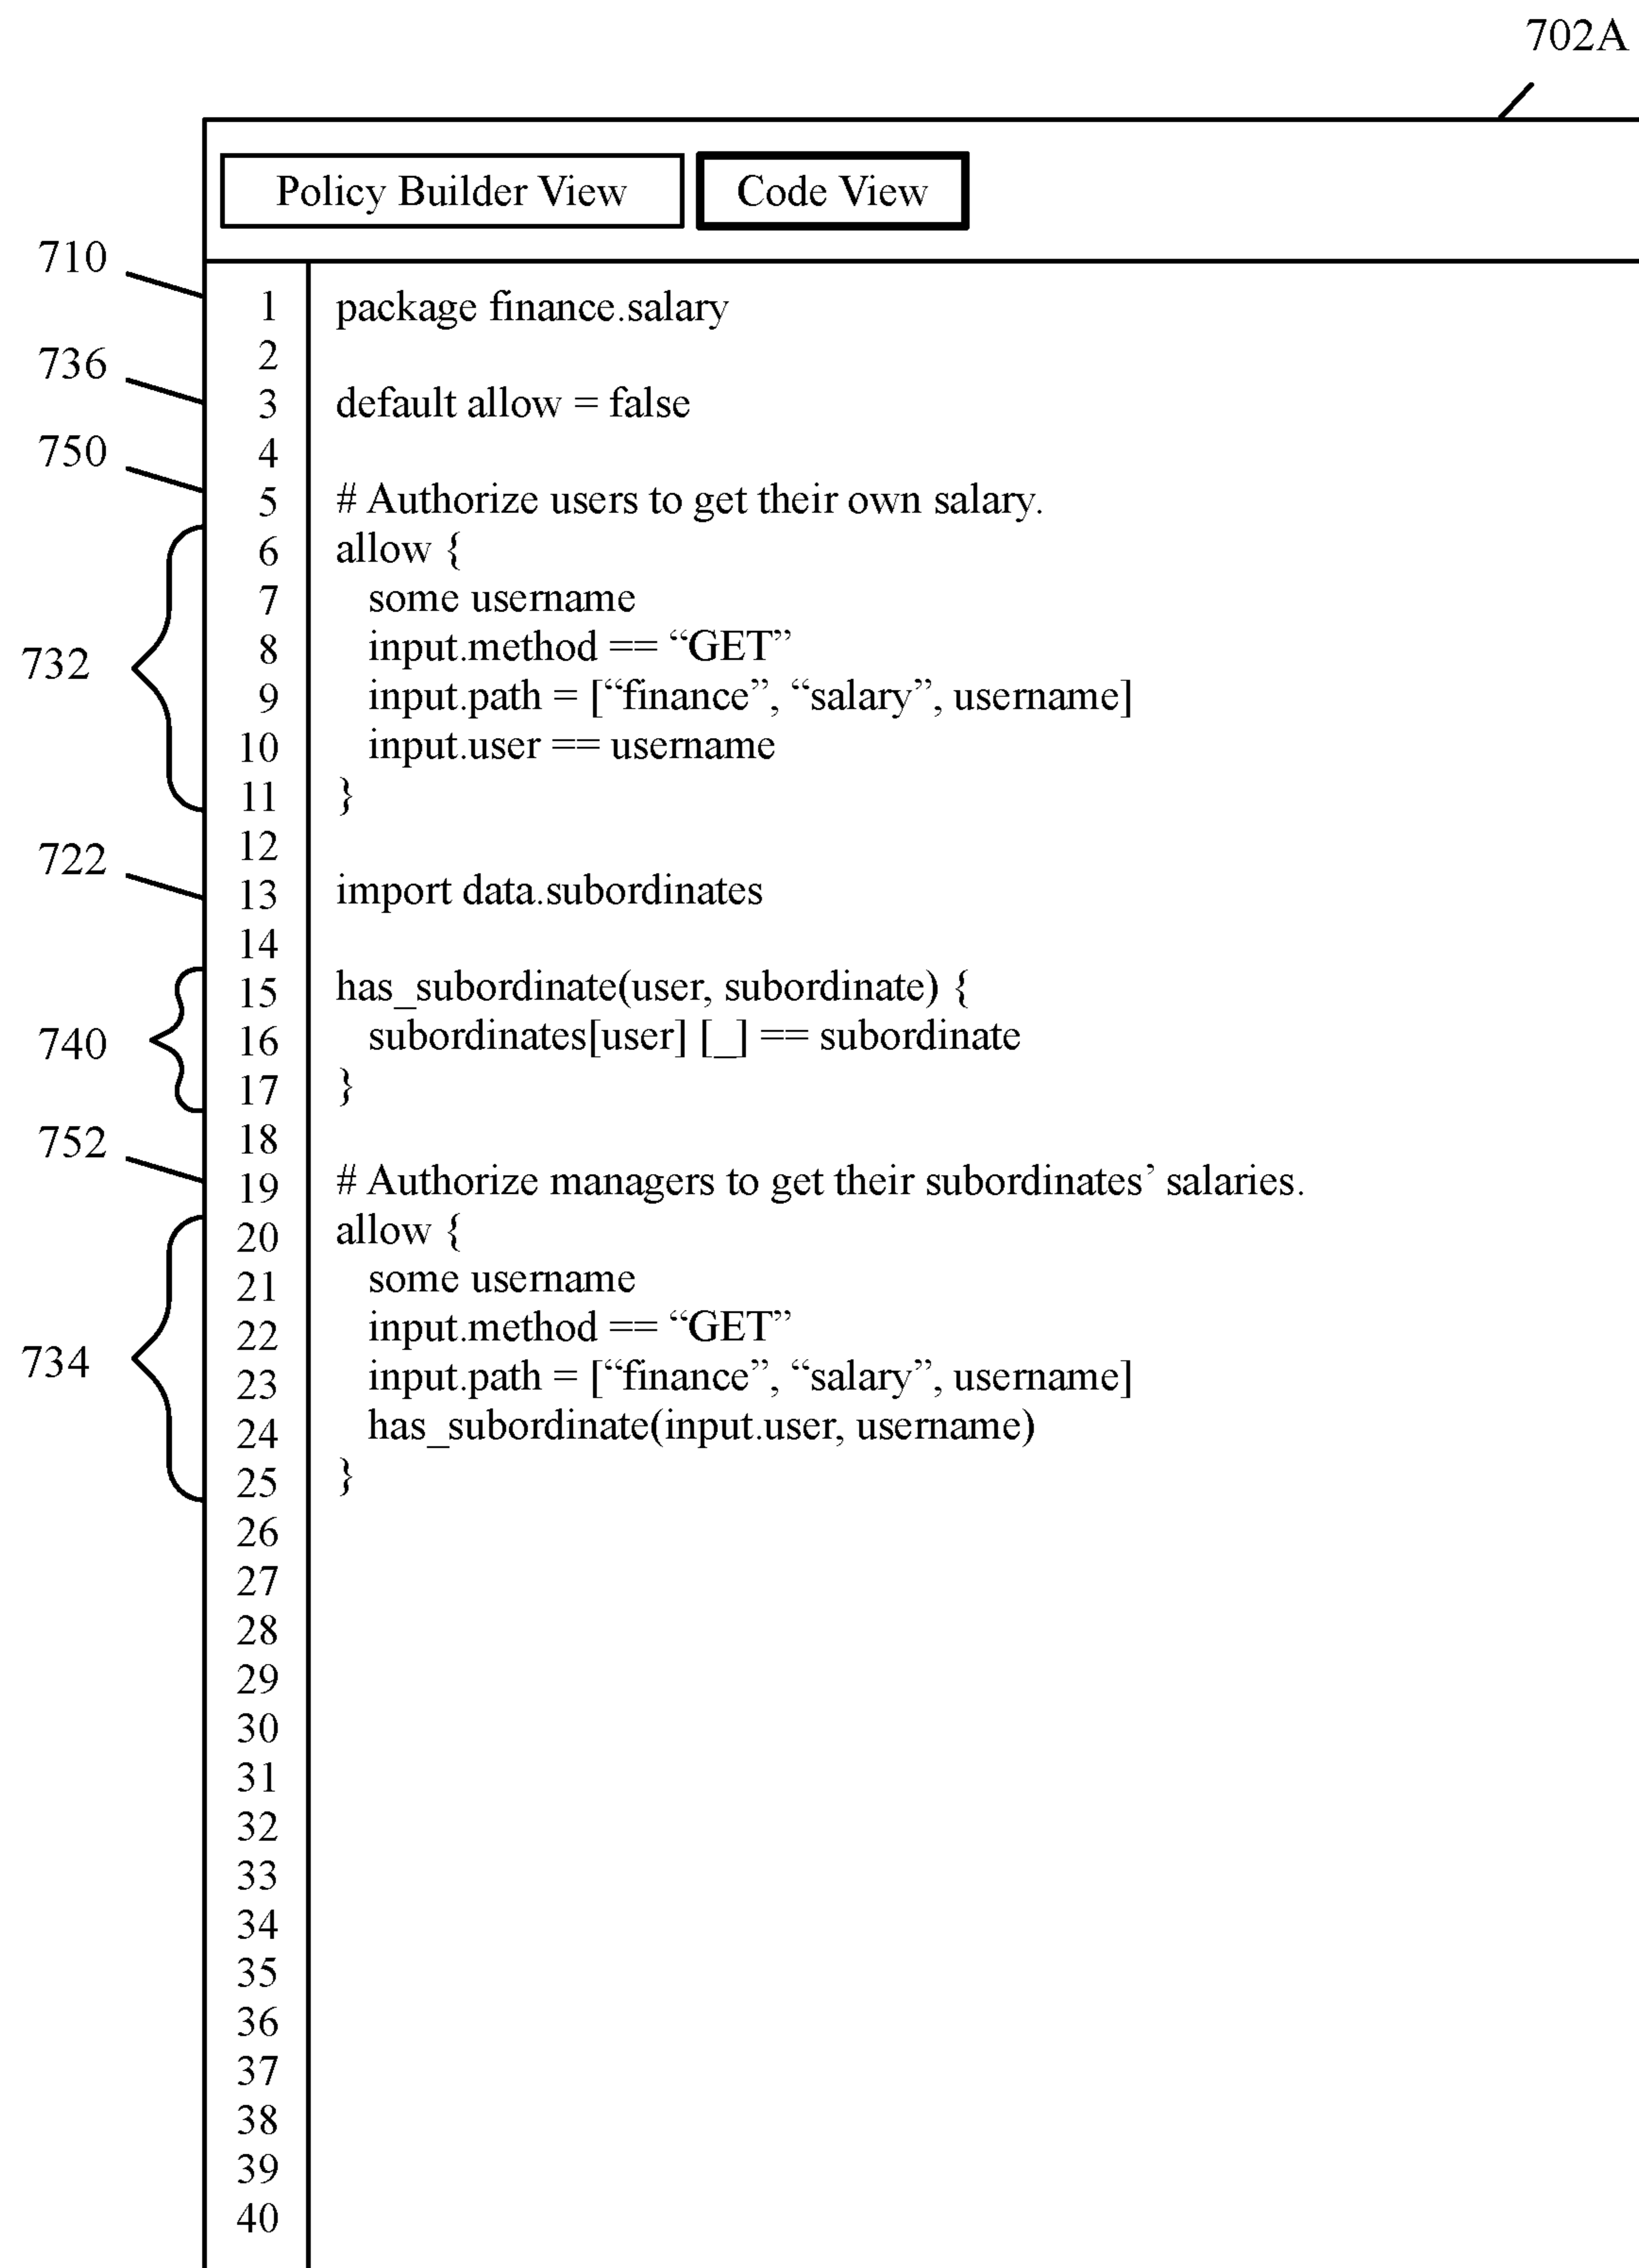 702A
Policy Builder View Code View
710 1 package finance.salary
2
736 3 default allow = false
750 4
5 # Authorize users to get their own salary.
6 allow {
7 some username
732 8 input.method == “GET”
9 input.path = [“finance”, “salary”, username]
10 input.user == username
11 }
722 12
13 import data.subordinates
14
15 has_subordinate(user, subordinate) {
740 16 subordinates[user] [_] == subordinate
17 }
752 18
19 # Authorize managers to get their subordinates’ salaries.
20 allow {
21 some username
22 input.method == “GET”
734 23 input.path = [“finance”, “salary”, username]
24 has_subordinate(input.user, username)
25 }
26
27
28
29
30
31
32
33
34
35
36
37
38
39
40